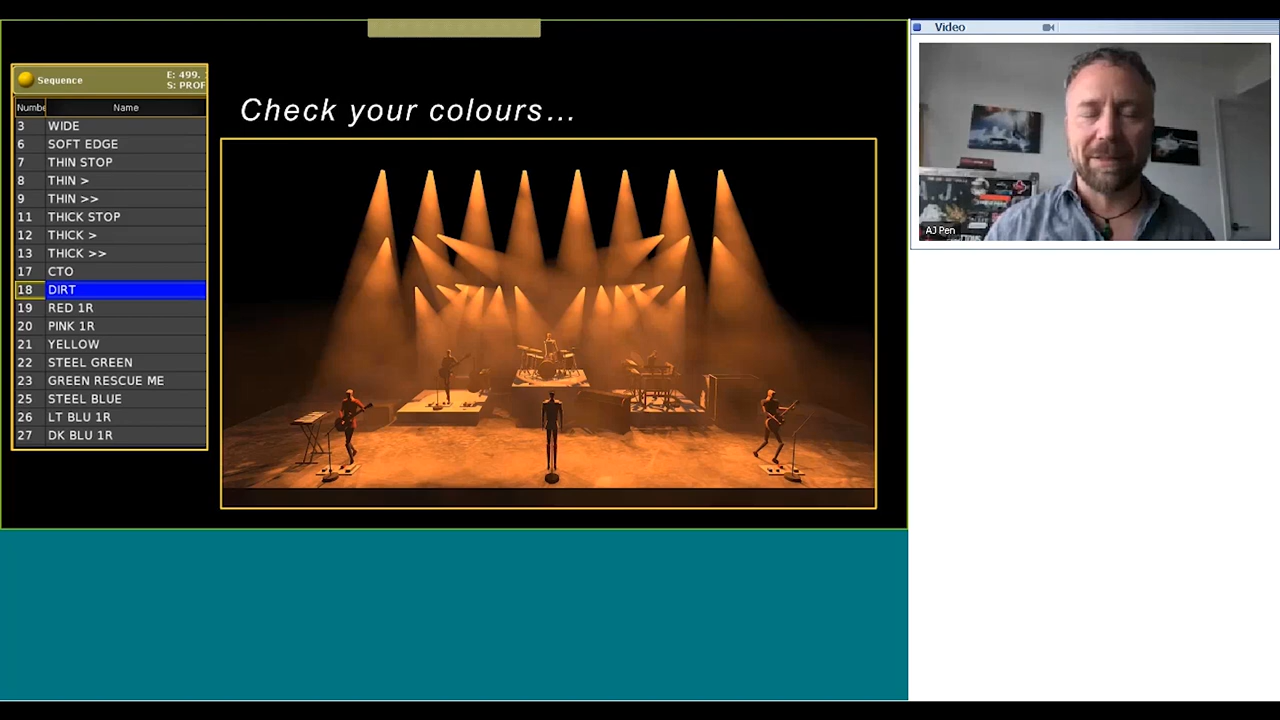 Video
Sequence
E: 499.
S: PROF
Check your colours...
Numbe Name
3 WIDE
6 SOFT EDGE
7 THIN STOP
8 THIN >
9 THIN >>
11 THICK STOP
12 THICK >
13 THICK >>
17 CTO
18 DIRT
19 RED 1R
20 PINK 1R
21 YELLOW
22 STEEL GREEN
23 GREEN RESCUE ME
25 STEEL BLUE
26 LT BLU 1R
27 DK BLU 1R
AJ Pen